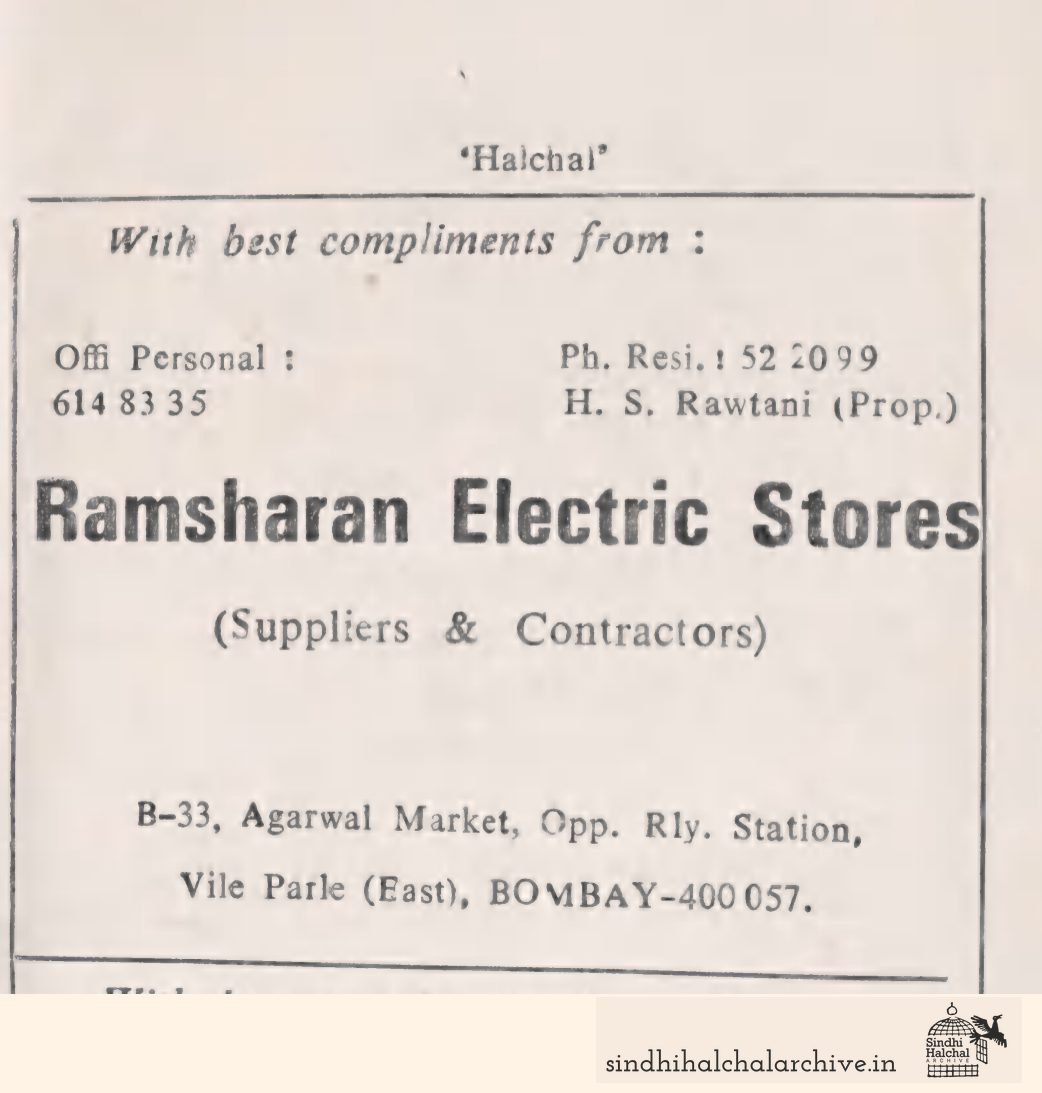 ‘Halchal’
With best compliments from :
Offi Personal :
614 83 35
Ph. Resi. : 52 2099
H. S. Rawtani (Prop.)
Ramsharan Electric Stores
(Suppliers & Contractors)
B-33, Agarwal Market, Opp. Rly. Station,
Vile Parle (East), BOMBAY-400 057.
sindhihalchalarchive.in
Sindhi
Halchal
ARCHIVE